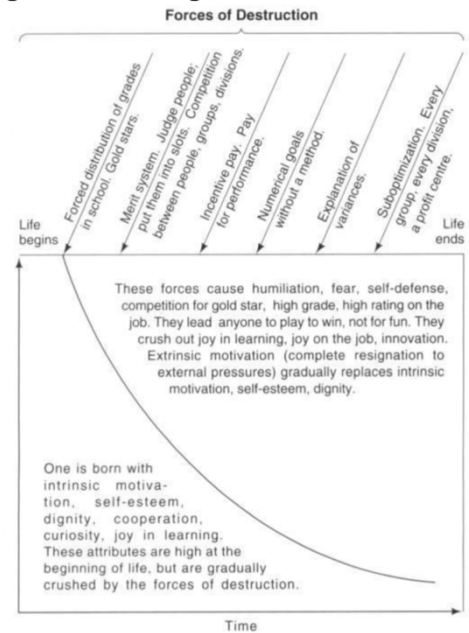 Forces of Destruction
Forced distribution of grades
in school. Gold stars.
Merit system. Judge people;
put them into slots. Competition
between people, groups, divisions.
Incentive pay. Pay
for performance.
Numerical goals
without a method.
Explanation of
variances.
Suboptimization. Every
group, every division,
a profit centre.
Life
begins
Life
ends
These forces cause humiliation, fear, self-defense,
competition for gold star, high grade, high rating on the
job. They lead anyone to play to win, not for fun. They
crush out joy in learning, joy on the job, innovation.
Extrinsic motivation (complete resignation to
external pressures) gradually replaces intrinsic
motivation, self-esteem, dignity.
One is born with
intrinsic motiva-
tion, self-esteem,
dignity, cooperation,
curiosity, joy in learning.
These attributes are high at the
beginning of life, but are gradually
crushed by the forces of destruction.
Time